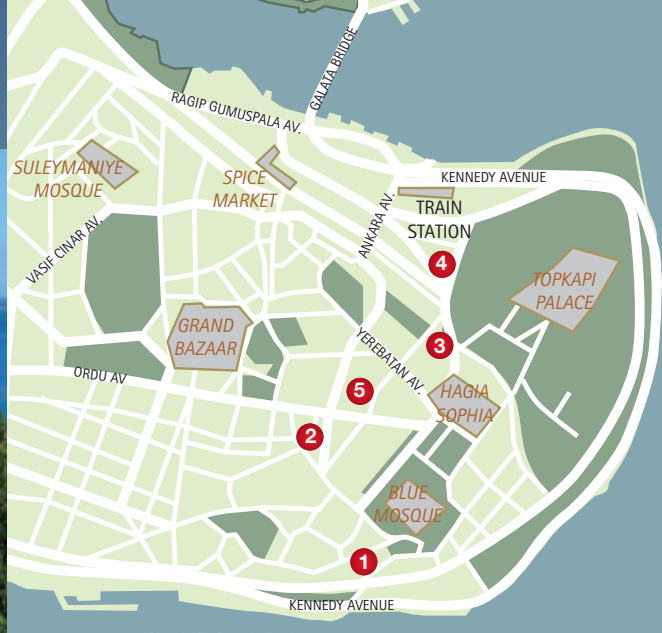 GALATA BRIDGE
RAGIP GUMUSPALA AV.
SULEYMANIYE
MOSQUE
SPICE
MARKET
KENNEDY AVENUE
TRAIN
STATION
ANKARA AV.
VASIF CINAR AV.
4
TOPKAPI
PALACE
GRAND
BAZAAR
YEREBATAN AV.
3
ORDU AV
5
HAGIA
SOPHIA
2
BLUE
MOSQUE
1
KENNEDY AVENUE